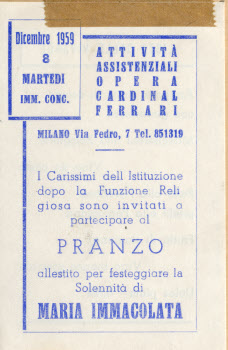 Dicembre 1959
8
MARTEDI
IMM. CONC.
ATTIVITÀ
ASSISTENZIALI
OPERA
CARDINAL
FERRARI
MILANO Via Fedro, 7 Tel. 851319
I Carissimi dell Istituzione
dopo la Funzione Reli
giosa sono invitati a
partecipare al
PRANZO
allestito per festeggiare la
Solennità di
MARIA IMMACOLATA